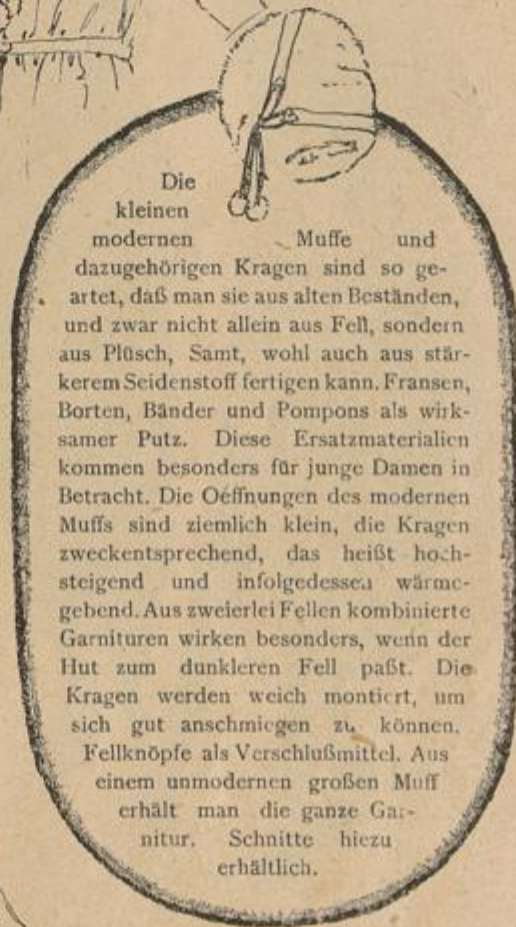 Die
kleinen
modernen Muffe und
dazugehörigen Kragen sind so ge-
artet, daß man sie aus alten Beständen,
und zwar nicht allein aus Fell, sondern
aus Plüsch, Samt, wohl auch aus stär-
kerem Seidenstoff fertigen kann. Fransen,
Borten, Bänder und Pompons als wirk-
samer Putz. Diese Ersatzmaterialien
kommen besonders für junge Damen in
Betracht. Die Oeffnungen des modernen
Muffs sind ziemlich klein, die Kragen
zweckentsprechend, das heißt hoch-
steigend und infolgedessen wärme-
gebend. Aus zweierlei Fellen kombinierte
Garnituren wirken besonders, wenn der
Hut zum dunkleren Fell paßt. Die
Kragen werden weich montiert, um
sich gut anschmiegen zu können.
Fellknöpfe als Verschlußmittel. Aus
einem unmodernen großen Muff
erhält man die ganze Gar-
nitur. Schnitte hiezu
erhältlich.